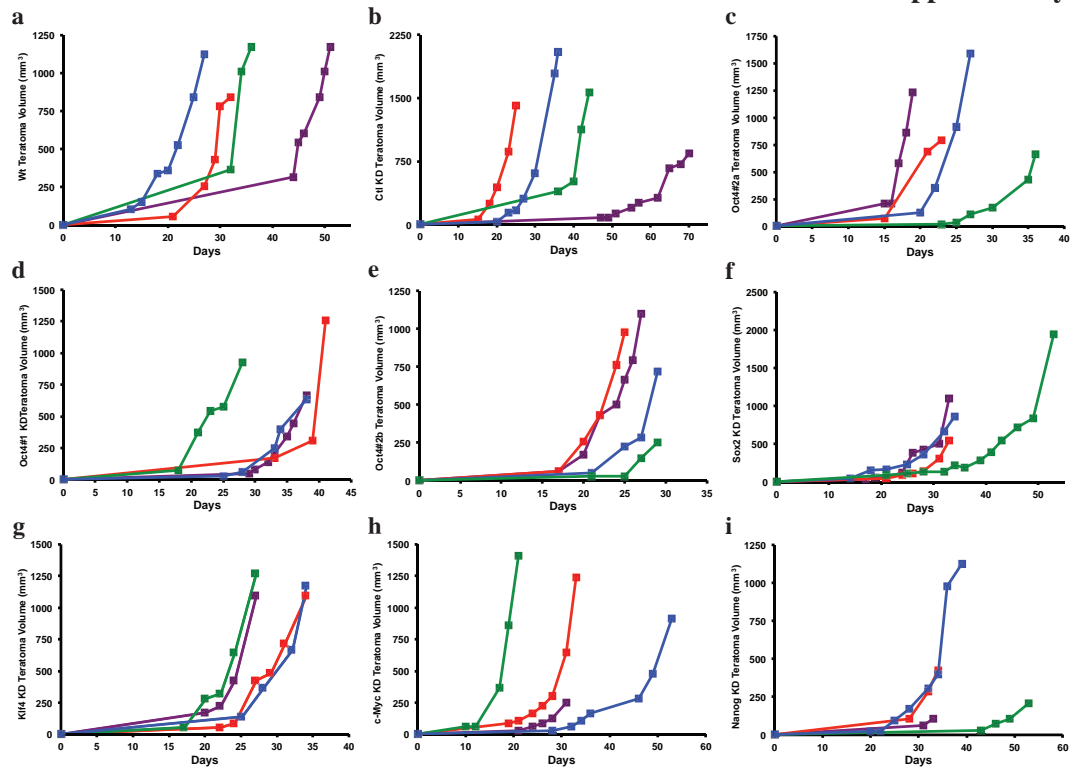 a
Wt Teratoma Volume (mm³)
1250
1000
750
500
250
0
0 10 20 30 40 50
Days
b
Ctl KD Teratoma Volume (mm³)
2250
1500
750
0
0 10 20 30 40 50 60 70
Days
c
Oct4#2a Teratoma Volume (mm³)
1750
1500
1250
1000
750
500
250
0
0 5 10 15 20 25 30 35 40
Days
d
Oct4#1 KDTeratoma Volume (mm³)
1500
1250
1000
750
500
250
0
0 5 10 15 20 25 30 35 40 45
Days
e
Oct4#2b Teratoma Volume (mm³)
1250
1000
750
500
250
0
0 5 10 15 20 25 30 35
Days
f
Sox2 KD Teratoma Volume (mm³)
2500
2000
1500
1000
500
0
0 10 20 30 40 50
Days
g
Klf4 KD Teratoma Volume (mm³)
1500
1250
1000
750
500
250
0
0 5 10 15 20 25 30 35 40
Days
h
c-Myc KD Teratoma Volume (mm³)
1500
1250
1000
750
500
250
0
0 10 20 30 40 50 60
Days
i
Nanog KD Teratoma Volume (mm³)
1250
1000
750
500
250
0
0 10 20 30 40 50 60
Days